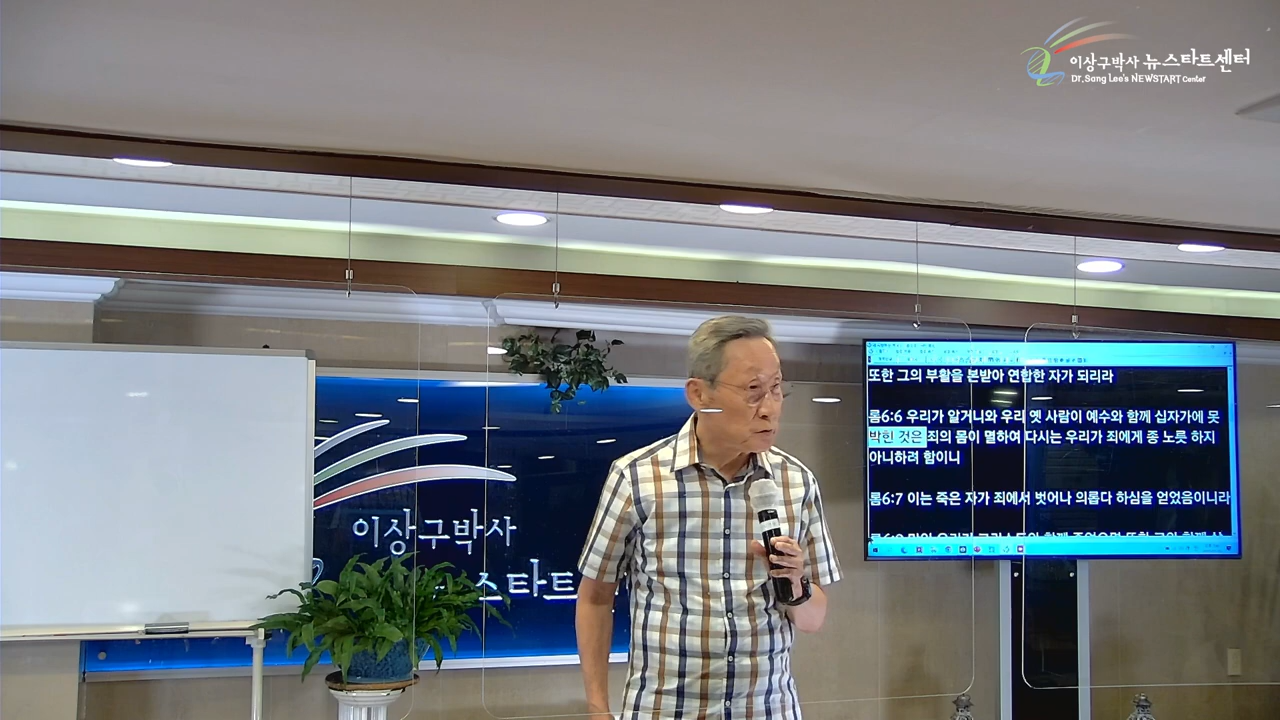 이상구박사 뉴스타트센터
Dr. Sang Lee's NEWSTART Center
이상구박사
스타트
또한 그의 부활을 본받아 연합한 자가 되리라
롬6:6 우리가 알거니와 우리 옛 사람이 예수와 함께 십자가에 못
박힌 것은 죄의 몸이 멸하여 다시는 우리가 죄에게 종 노릇 하지
아니하려 함이니
롬6:7 이는 죽은 자가 죄에서 벗어나 의롭다 하심을 얻었음이니라